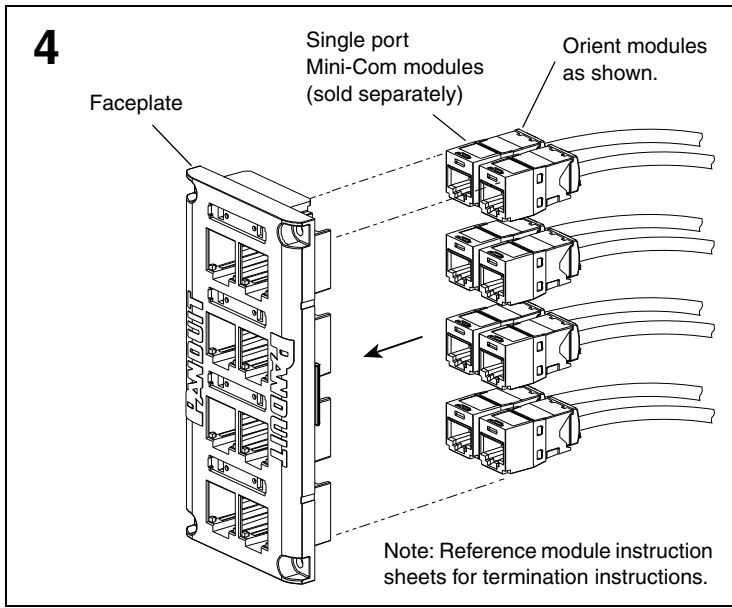 4
Single port
Mini-Com modules
(sold separately)
Orient modules
as shown.
Faceplate
PANDUIT
PANDUIT
Note: Reference module instruction
sheets for termination instructions.